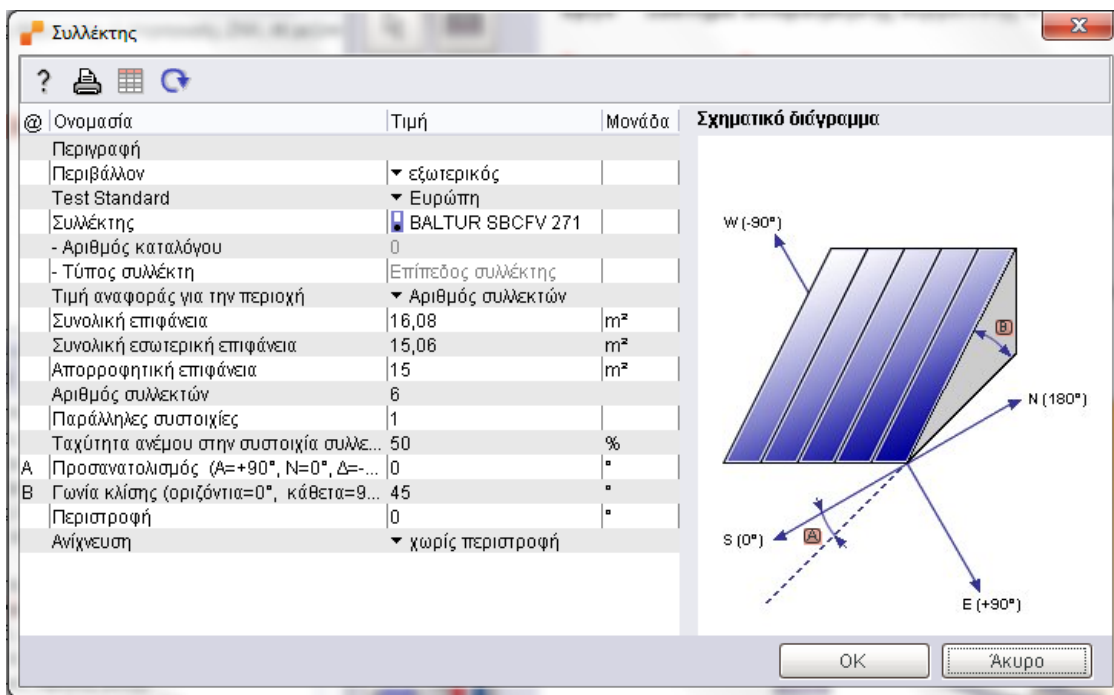 Συλλέκτης
@ Ονομασία Τιμή Μονάδα
Περιγραφή
Περιβάλλον εξωτερικός
Test Standard Ευρώπη
Συλλέκτης BALTUR SBCFV 271
- Αριθμός καταλόγου 0
- Τύπος συλλέκτη Επίπεδος συλλέκτης
Τιμή αναφοράς για την περιοχή Αριθμός συλλεκτών
Συνολική επιφάνεια 16,08 m²
Συνολική εσωτερική επιφάνεια 15,06 m²
Απορροφητική επιφάνεια 15 m²
Αριθμός συλλεκτών 6
Παράλληλες συστοιχίες 1
Ταχύτητα ανέμου στην συστοιχία συλλε... 50 %
A Προσανατολισμός (Α=+90°, Ν=0°, Δ=-... 0 °
B Γωνία κλίσης (οριζόντια=0°, κάθετα=9... 45 °
Περιστροφή 0 °
Ανίχνευση χωρίς περιστροφή
Σχηματικό διάγραμμα
W (-90°)
B
N (180°)
S (0°)
A
E (+90°)
OK
Άκυρο